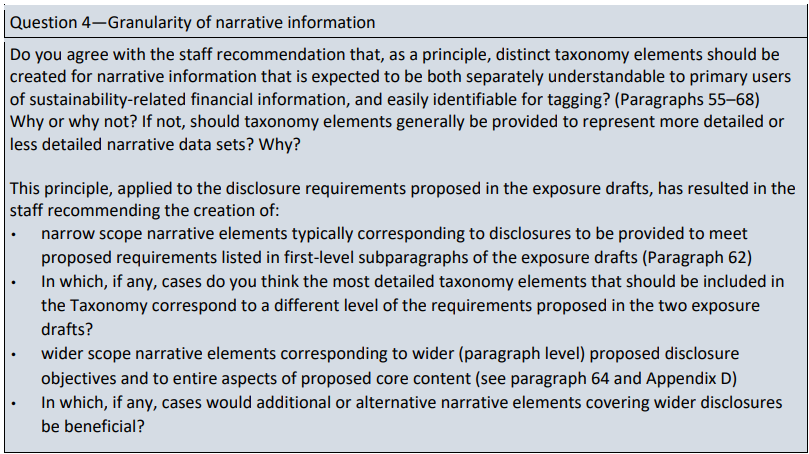 Question 4—Granularity of narrative information
Do you agree with the staff recommendation that, as a principle, distinct taxonomy elements should be
created for narrative information that is expected to be both separately understandable to primary users
of sustainability-related financial information, and easily identifiable for tagging? (Paragraphs 55–68)
Why or why not? If not, should taxonomy elements generally be provided to represent more detailed or
less detailed narrative data sets? Why?
This principle, applied to the disclosure requirements proposed in the exposure drafts, has resulted in the
staff recommending the creation of:
• narrow scope narrative elements typically corresponding to disclosures to be provided to meet
proposed requirements listed in first-level subparagraphs of the exposure drafts (Paragraph 62)
• In which, if any, cases do you think the most detailed taxonomy elements that should be included in
the Taxonomy correspond to a different level of the requirements proposed in the two exposure
drafts?
• wider scope narrative elements corresponding to wider (paragraph level) proposed disclosure
objectives and to entire aspects of proposed core content (see paragraph 64 and Appendix D)
• In which, if any, cases would additional or alternative narrative elements covering wider disclosures
be beneficial?